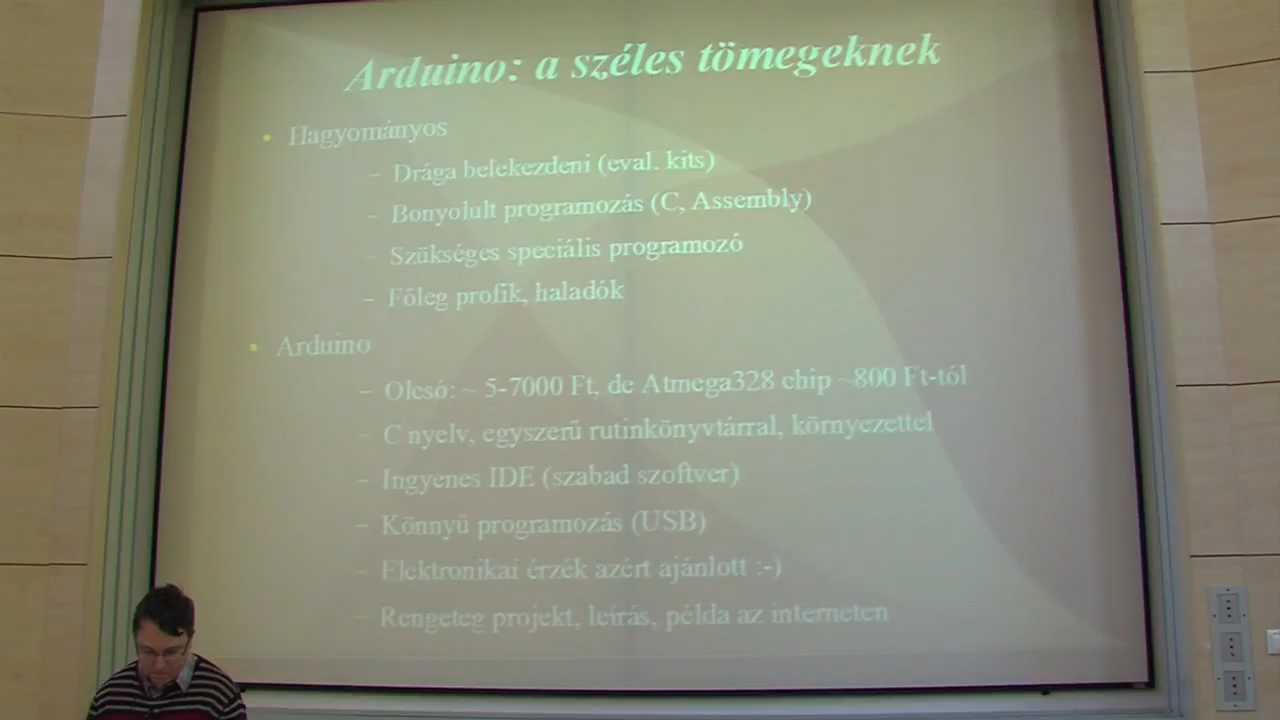 Arduino: a széles tömegeknek
Hagyományos
– Drága belekezdeni (eval. kits)
– Bonyolult programozás (C, Assembly)
– Szükséges speciális programozó
– Főleg profik, haladók
Arduino
– Olcsó: ~ 5-7000 Ft, de Atmega328 chip ~800 Ft-tól
– C nyelv, egyszerű rutinkönyvtárral, környezettel
– Ingyenes IDE (szabad szoftver)
– Könnyű programozás (USB)
– Elektronikai érzék azért ajánlott :-)
– Rengeteg projekt, leírás, példa az interneten